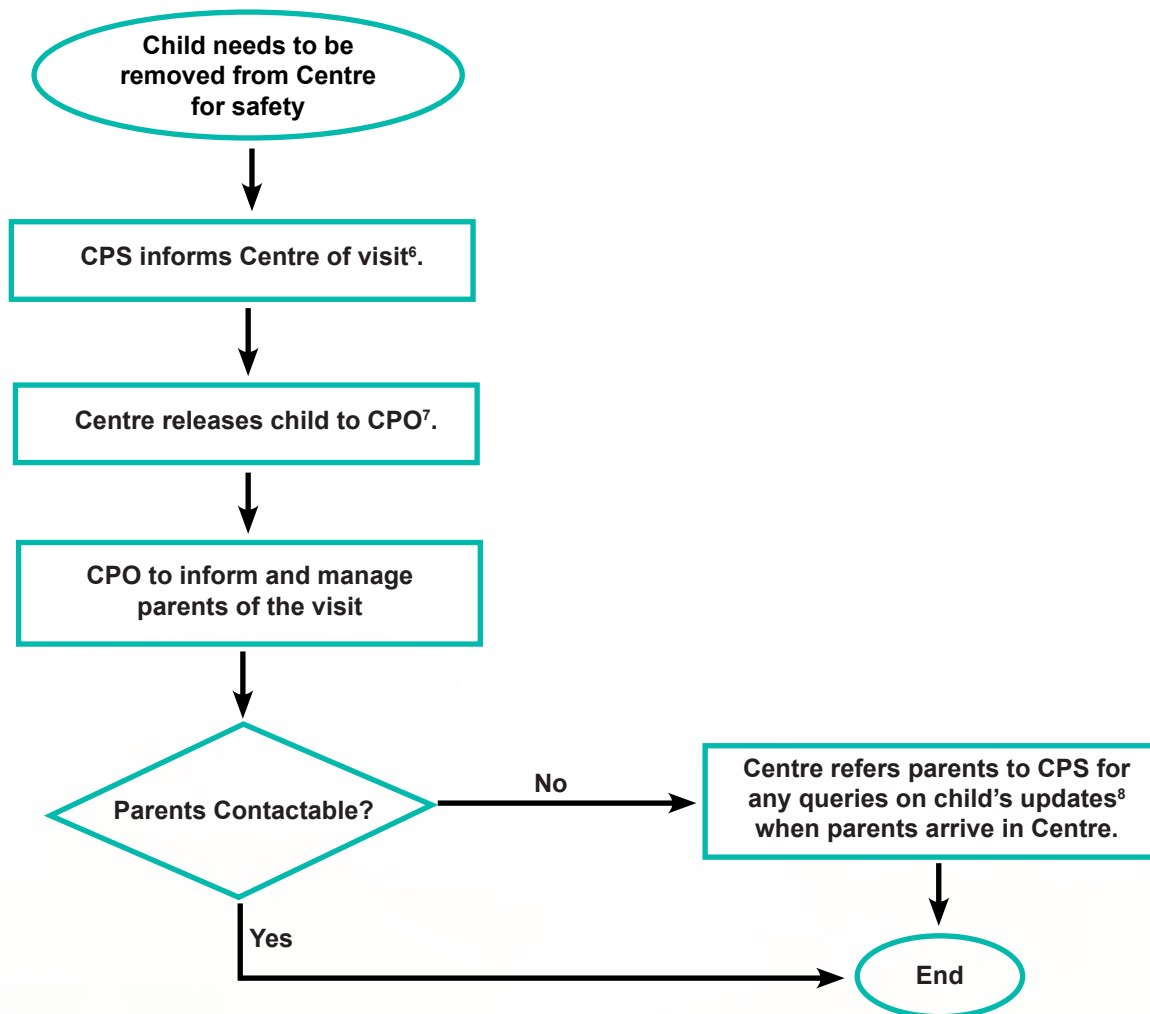 Child needs to be
removed from Centre
for safety
CPS informs Centre of visit⁶.
Centre releases child to CPO⁷.
CPO to inform and manage
parents of the visit
Parents Contactable?
No
Centre refers parents to CPS for
any queries on child’s updates⁸
when parents arrive in Centre.
Yes
End